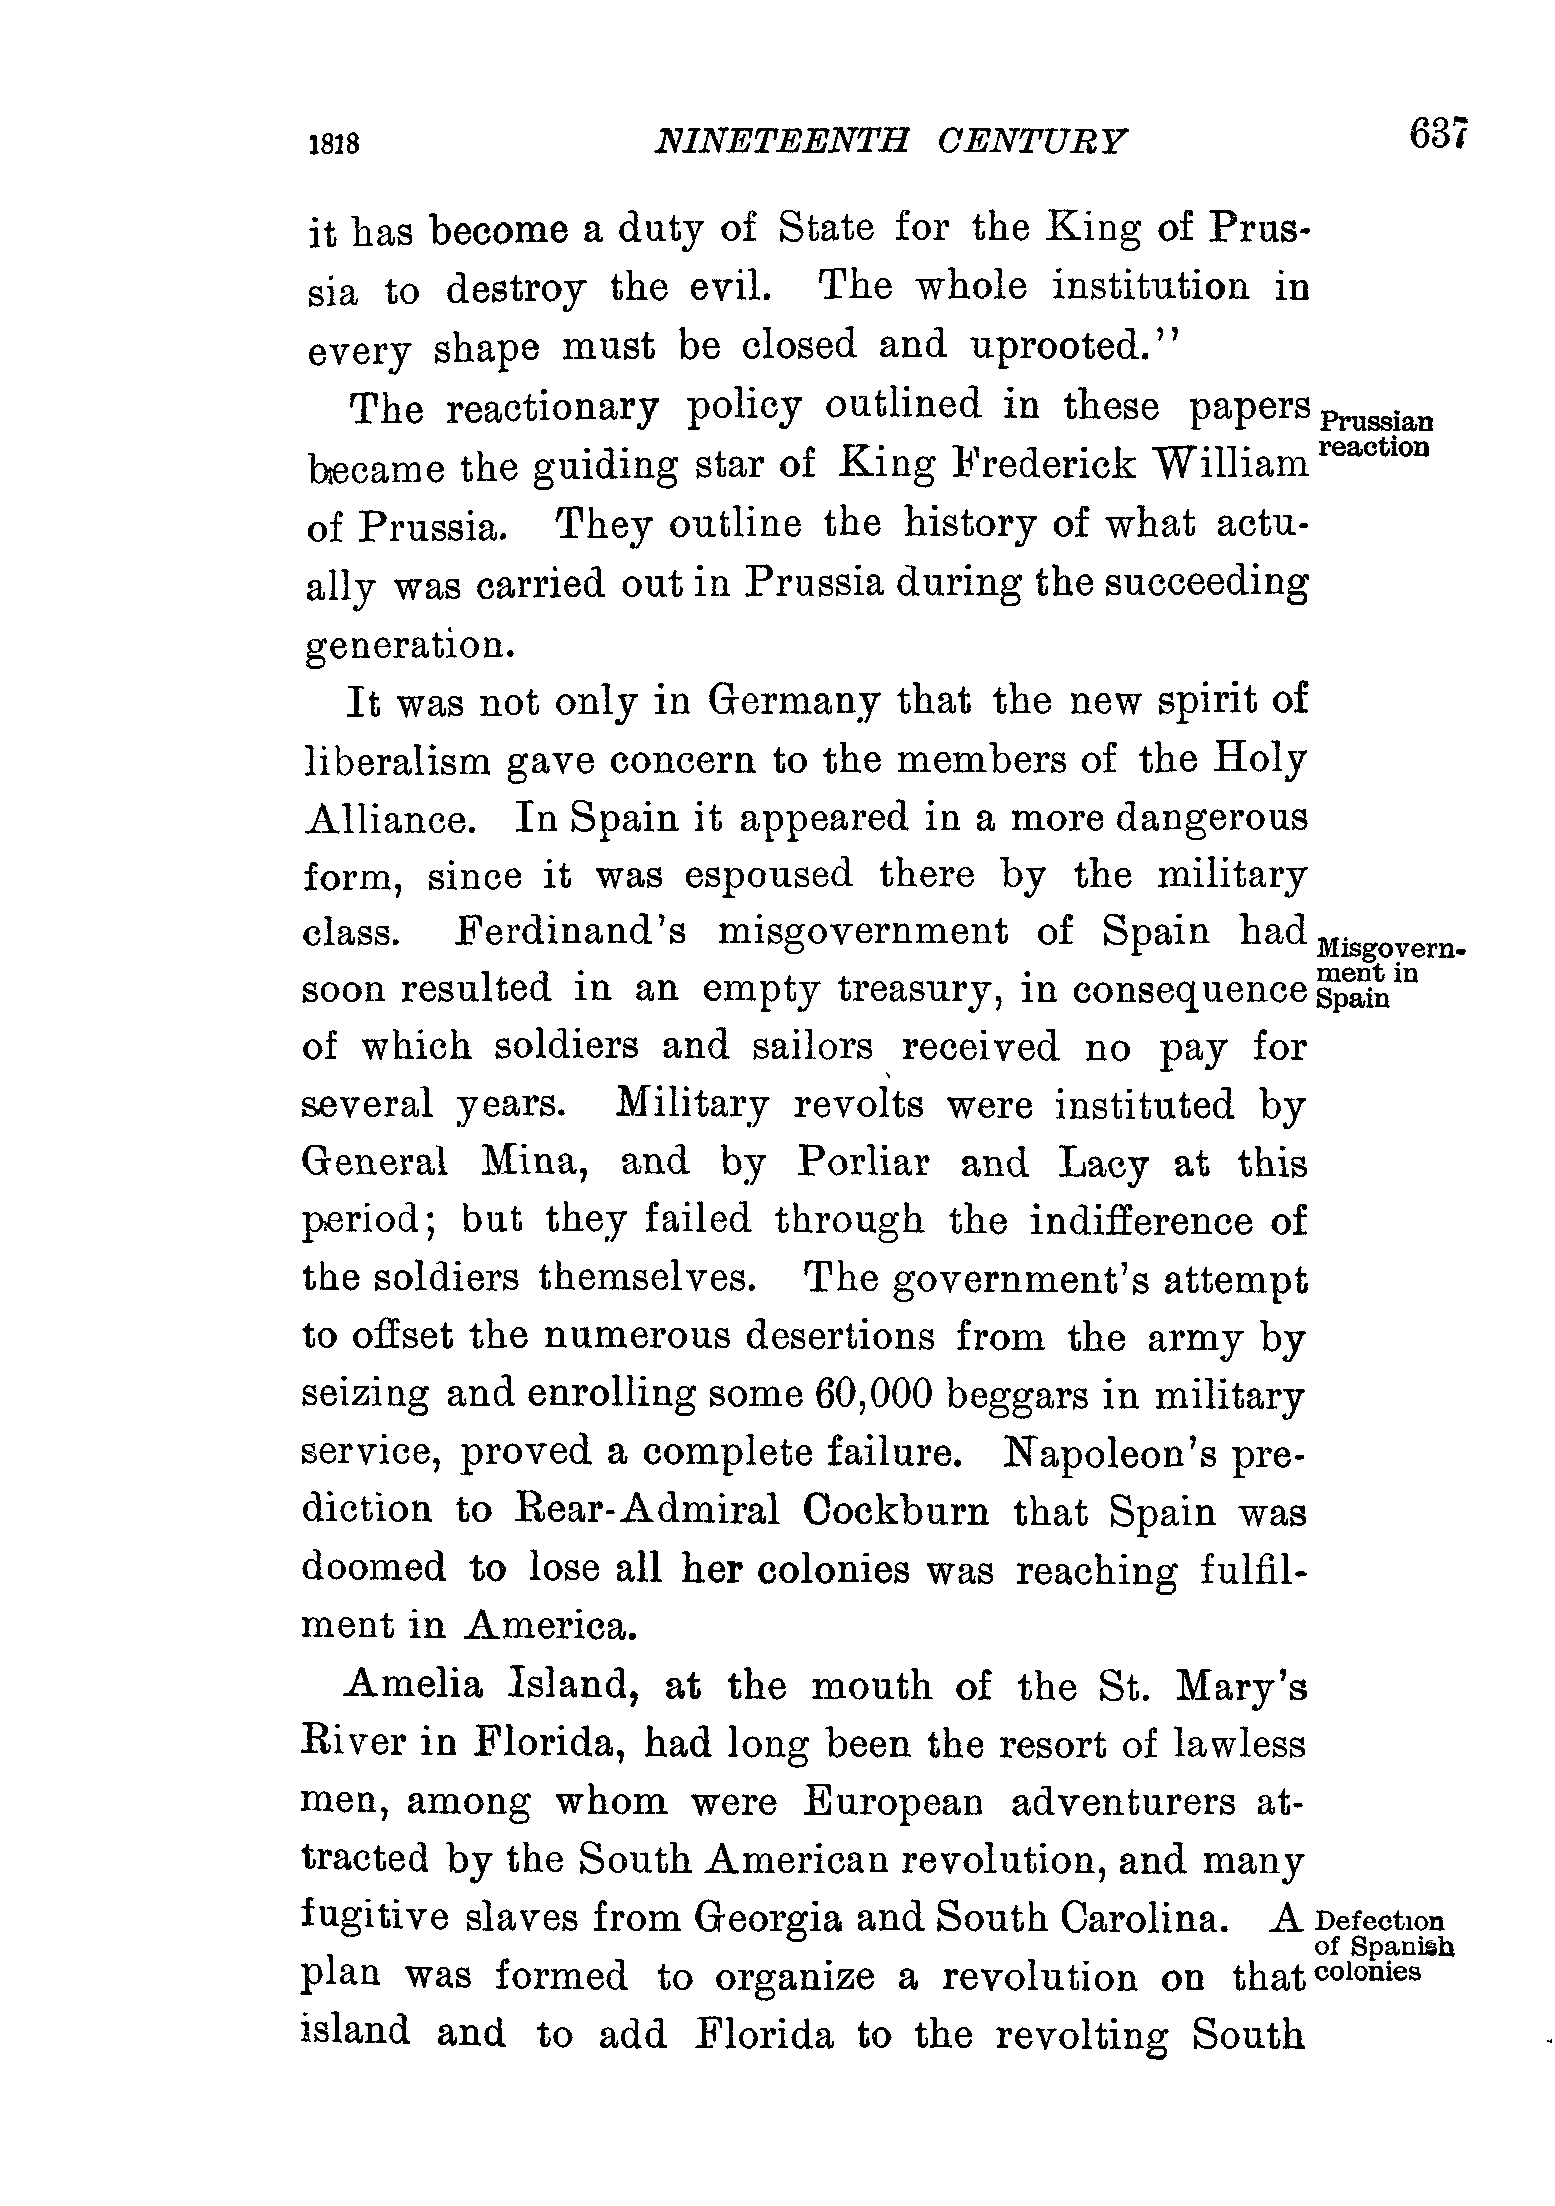 1818 NINETEENTH CENTURY 637
it has become a duty of State for the King of Prus-
sia to destroy the evil. The whole institution in
every shape must be closed and uprooted.''
The reactionary policy outlined in these papers
Prussian
reaction
became the guiding star of King Frederick William
of Prussia. They outline the history of what actu-
ally was carried out in Prussia during the succeeding
generation.
It was not only in Germany that the new spirit of
liberalism gave concern to the members of the Holy
Alliance. In Spain it appeared in a more dangerous
form, since it was espoused there by the military
class. Ferdinand's misgovernment of Spain had
Misgovern-
ment in
Spain
soon resulted in an empty treasury, in consequence
of which soldiers and sailors received no pay for
several years. Military revolts were instituted by
General Mina, and by Porliar and Lacy at this
period; but they failed through the indifference of
the soldiers themselves. The government's attempt
to offset the numerous desertions from the army by
seizing and enrolling some 60,000 beggars in military
service, proved a complete failure. Napoleon's pre-
diction to Rear-Admiral Cockburn that Spain was
doomed to lose all her colonies was reaching fulfil-
ment in America.
Amelia Island, at the mouth of the St. Mary's
River in Florida, had long been the resort of lawless
men, among whom were European adventurers at-
tracted by the South American revolution, and many
fugitive slaves from Georgia and South Carolina. A
Defection
of Spanish
colonies
plan was formed to organize a revolution on that
island and to add Florida to the revolting South